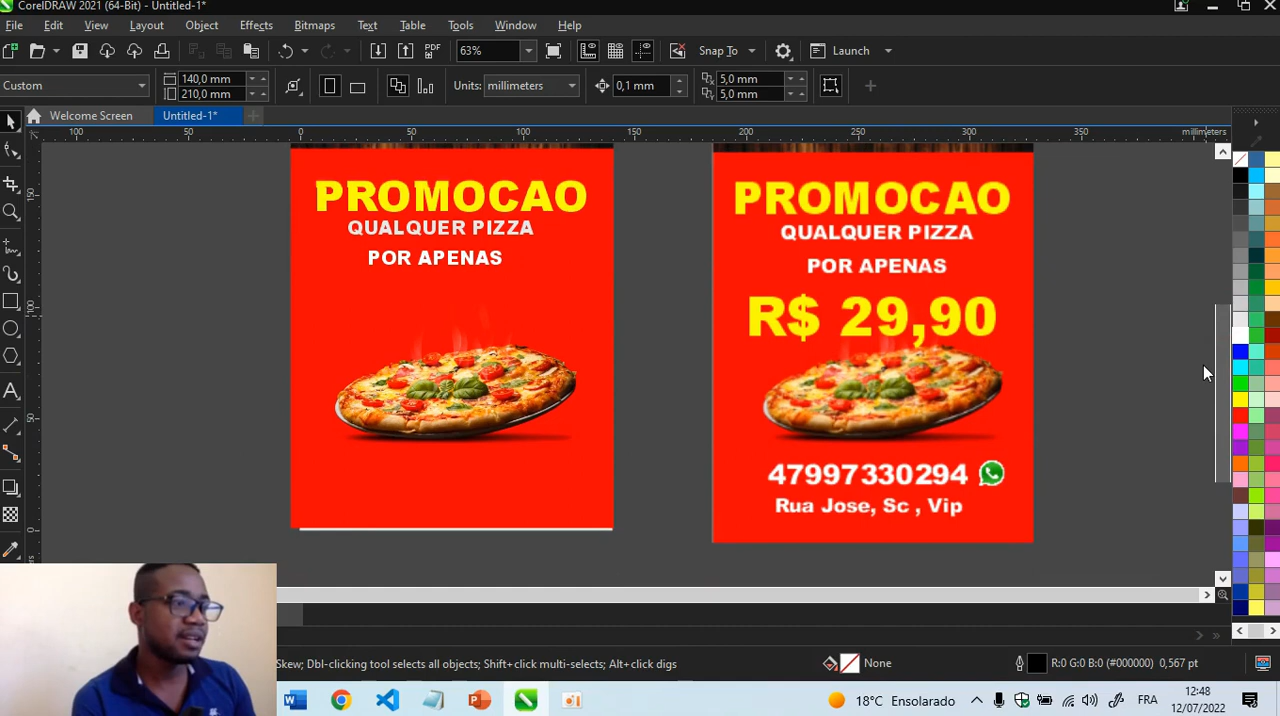 CorelDRAW 2021 (64-Bit) - Untitled-1*
File Edit View Layout Object Effects Bitmaps Text Table Tools Window Help
PDF 63% Snap To Launch
Custom 140,0 mm 210,0 mm Units: millimeters 0,1 mm 5,0 mm 5,0 mm
Welcome Screen Untitled-1*
100 50 0 50 100 150 200 250 300 350 millimeters
150
100
50
0
PROMOCAO
QUALQUER PIZZA
POR APENAS
PROMOCAO
QUALQUER PIZZA
POR APENAS
R$ 29,90
47997330294
Rua Jose, Sc , Vip
Skew; Dbl-clicking tool selects all objects; Shift+click multi-selects; Alt+click digs
None R:0 G:0 B:0 (#000000) 0,567 pt
18°C Ensolarado FRA 12:48
12/07/2022